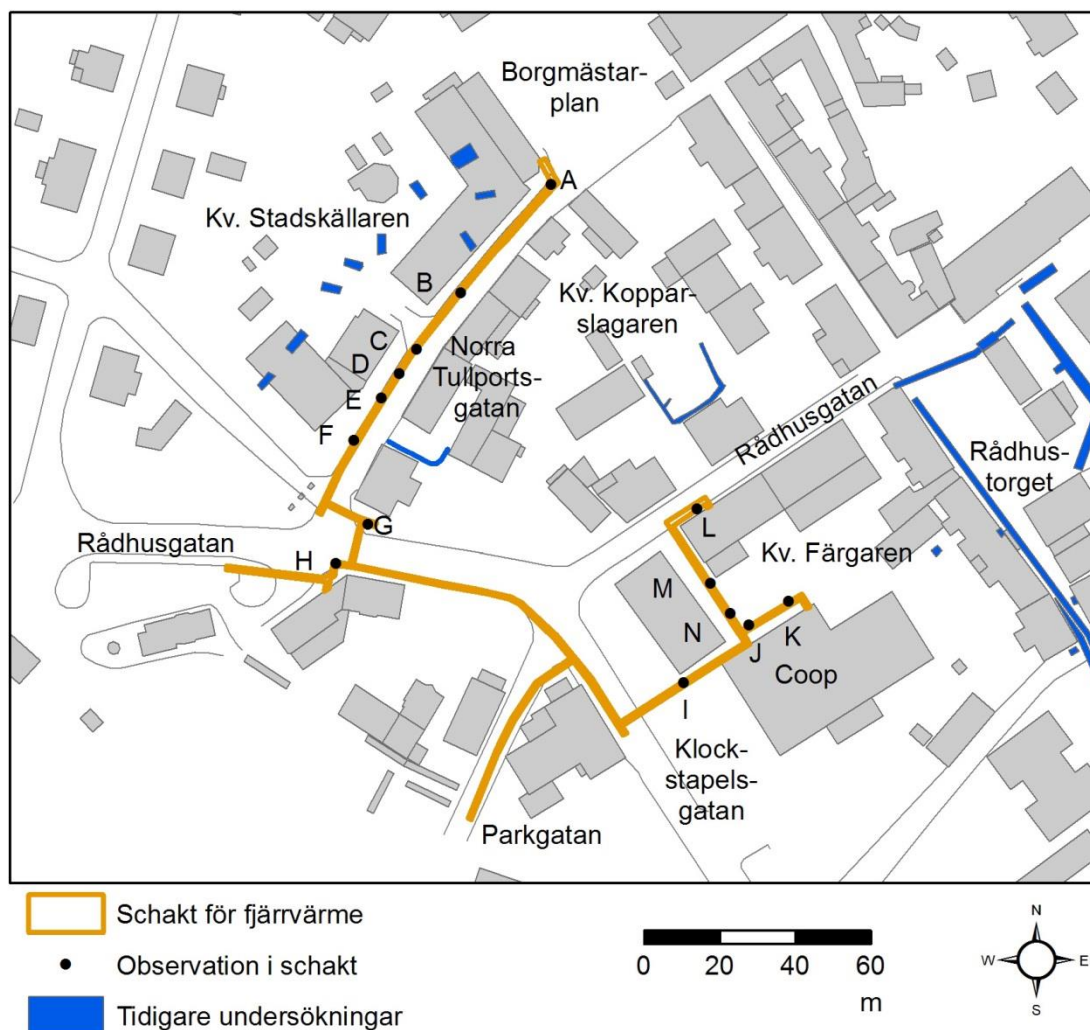 Borgmästar-
plan
A
Kv. Stadskällaren
B
Kv. Koppar-
slagaren
C
D
Norra
Tullports-
gatan
E
F
Rådhusgatan
Rådhus-
torget
G
L
Rådhusgatan
H
Kv. Färgaren
M
N
J
K
Coop
I
Klock-
stapels-
gatan
Parkgatan
Schakt för fjärrvärme
Observation i schakt
Tidigare undersökningar
0 20 40 60
m
N
W E
S